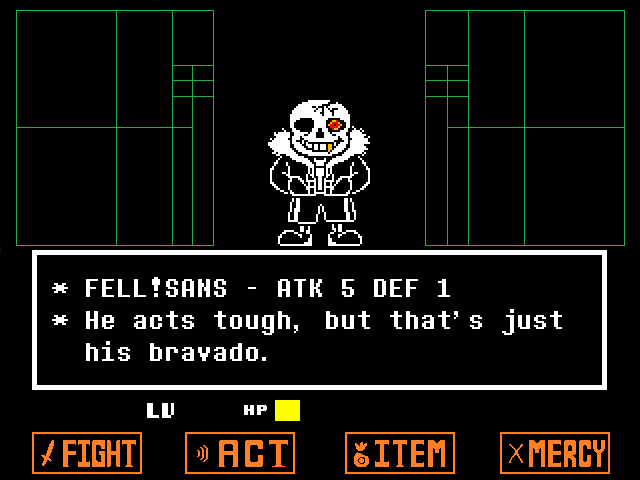 * FELL!SANS - ATK 5 DEF 1
* He acts tough, but that's just
his bravado.
LV HP
FIGHT ACT ITEM MERCY